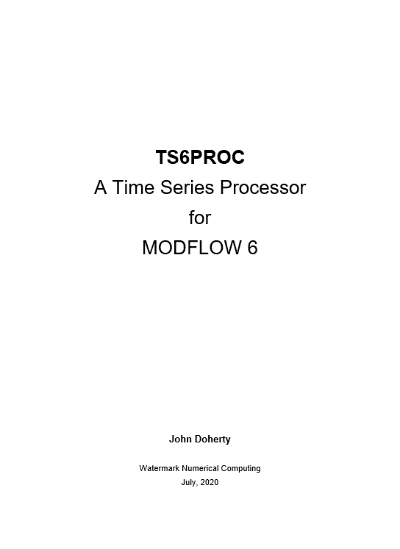 TS6PROC
A Time Series Processor
for
MODFLOW 6
John Doherty
Watermark Numerical Computing
July, 2020